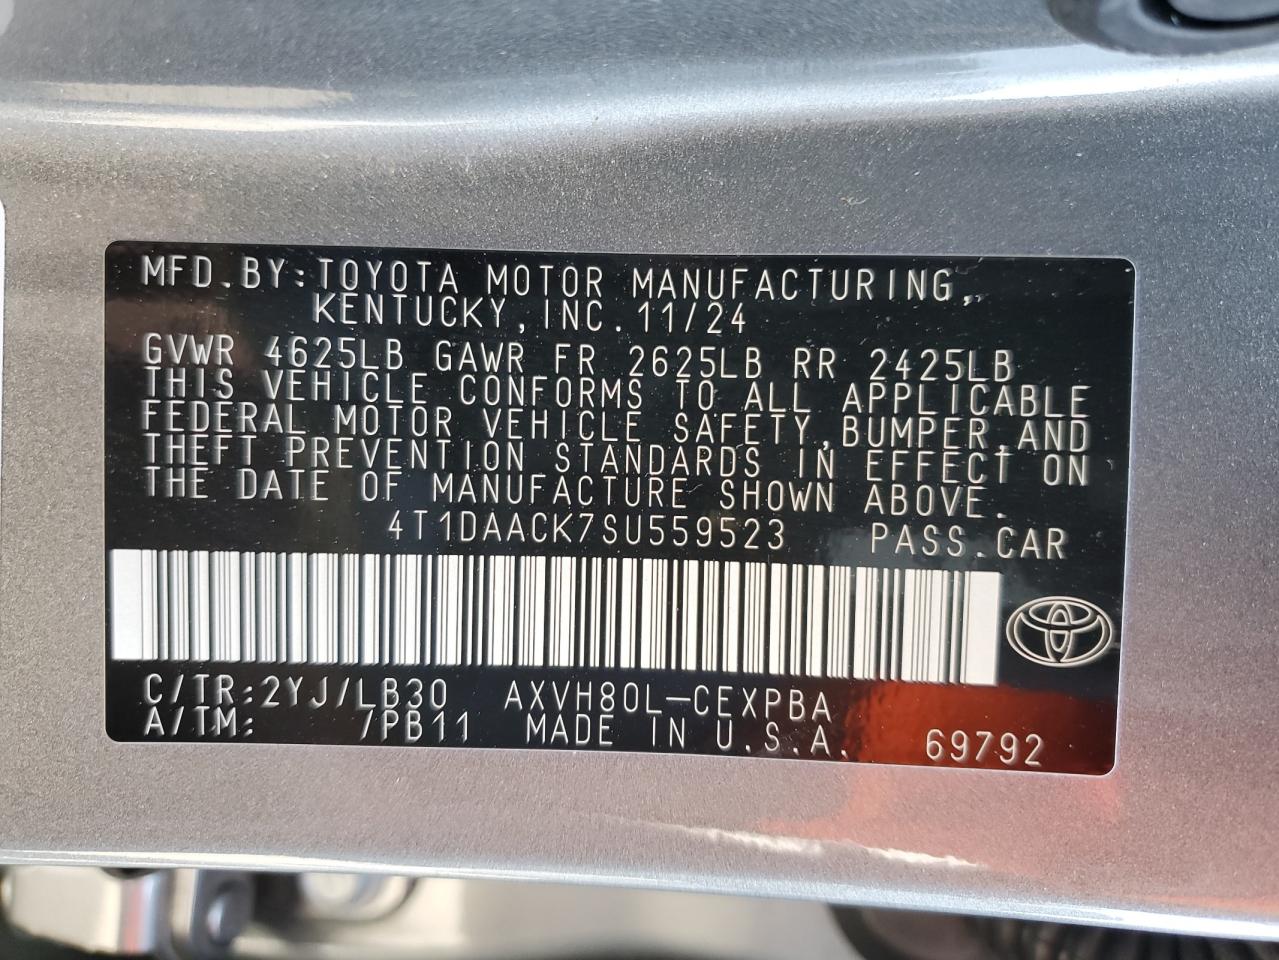 MFD.BY:TOYOTA MOTOR MANUFACTURING,
KENTUCKY,INC.11/24
GVWR 4625LB GAWR FR 2625LB RR 2425LB
THIS VEHICLE CONFORMS TO ALL APPLICABLE
FEDERAL MOTOR VEHICLE SAFETY,BUMPER,AND
THEFT PREVENTION STANDARDS IN EFFECT ON
THE DATE OF MANUFACTURE SHOWN ABOVE.
4T1DAACK7SU559523 PASS.CAR
C/TR:2YJ/LB30 AXVH80L-CEXPBA
A/TM: 7PB11 MADE IN U.S.A. 69792